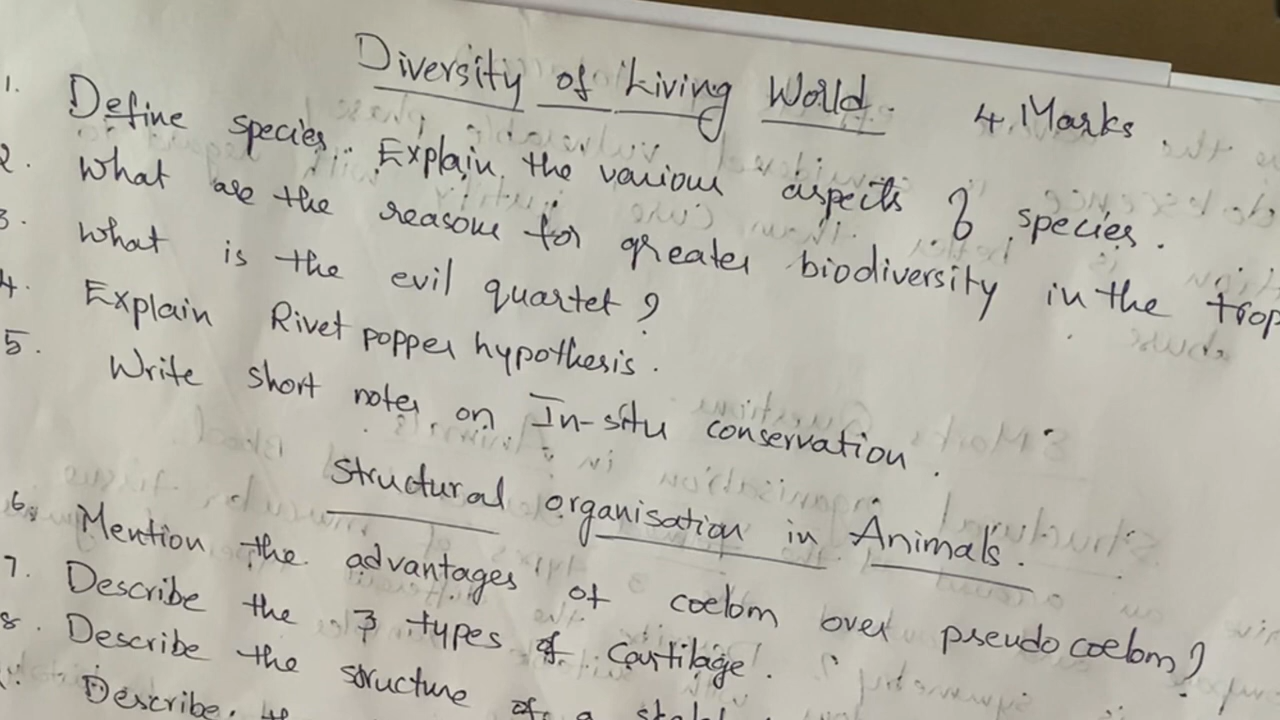 Diversity of Living World. 4 Marks
1. Define species. Explain the various aspects of species.
2. What are the reasons for greater biodiversity in the trop
3. What is the evil quartet?
4. Explain Rivet popper hypothesis.
5. Write short notes on In-situ conservation.
Structural organisation in Animals.
6. Mention the advantages of coelom over pseudocoelom?
7. Describe the 3 types of Cartilage.
8. Describe the structure of a
Describe